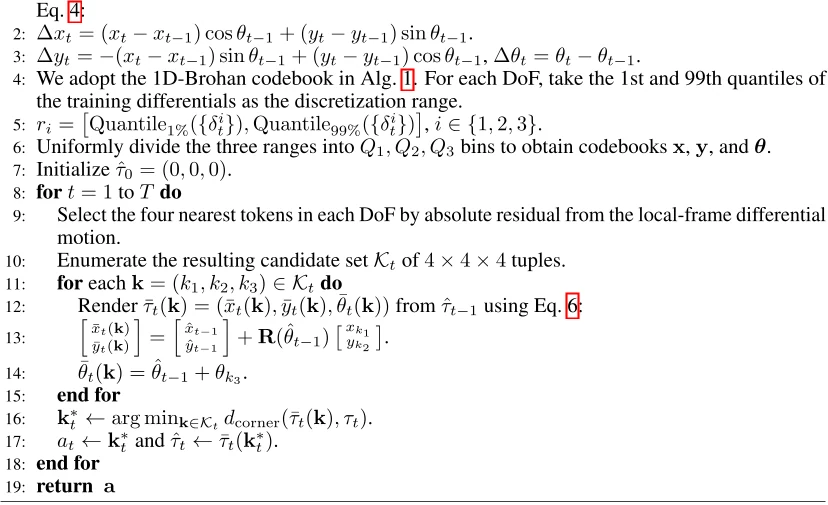 Eq. 4:
2: Δx_t = (x_t − x_{t−1}) cos θ_{t−1} + (y_t − y_{t−1}) sin θ_{t−1}.
3: Δy_t = −(x_t − x_{t−1}) sin θ_{t−1} + (y_t − y_{t−1}) cos θ_{t−1}, Δθ_t = θ_t − θ_{t−1}.
4: We adopt the 1D-Brohan codebook in Alg. 1. For each DoF, take the 1st and 99th quantiles of
the training differentials as the discretization range.
5: r_i = [Quantile_{1%}({δ_t^i}), Quantile_{99%}({δ_t^i})], i ∈ {1, 2, 3}.
6: Uniformly divide the three ranges into Q_1, Q_2, Q_3 bins to obtain codebooks x, y, and θ.
7: Initialize τ̂_0 = (0, 0, 0).
8: for t = 1 to T do
9: Select the four nearest tokens in each DoF by absolute residual from the local-frame differential
motion.
10: Enumerate the resulting candidate set 𝒦_t of 4 × 4 × 4 tuples.
11: for each k = (k_1, k_2, k_3) ∈ 𝒦_t do
12: Render τ̄_t(k) = (x̄_t(k), ȳ_t(k), θ̄_t(k)) from τ̂_{t−1} using Eq. 6:
13: [x̄_t(k) ; ȳ_t(k)] = [x̂_{t−1} ; ŷ_{t−1}] + R(θ̂_{t−1}) [x_{k_1} ; y_{k_2}].
14: θ̄_t(k) = θ̂_{t−1} + θ_{k_3}.
15: end for
16: k_t^* ← arg min_{k∈𝒦_t} d_corner(τ̄_t(k), τ_t).
17: a_t ← k_t^* and τ̂_t ← τ̄_t(k_t^*).
18: end for
19: return a